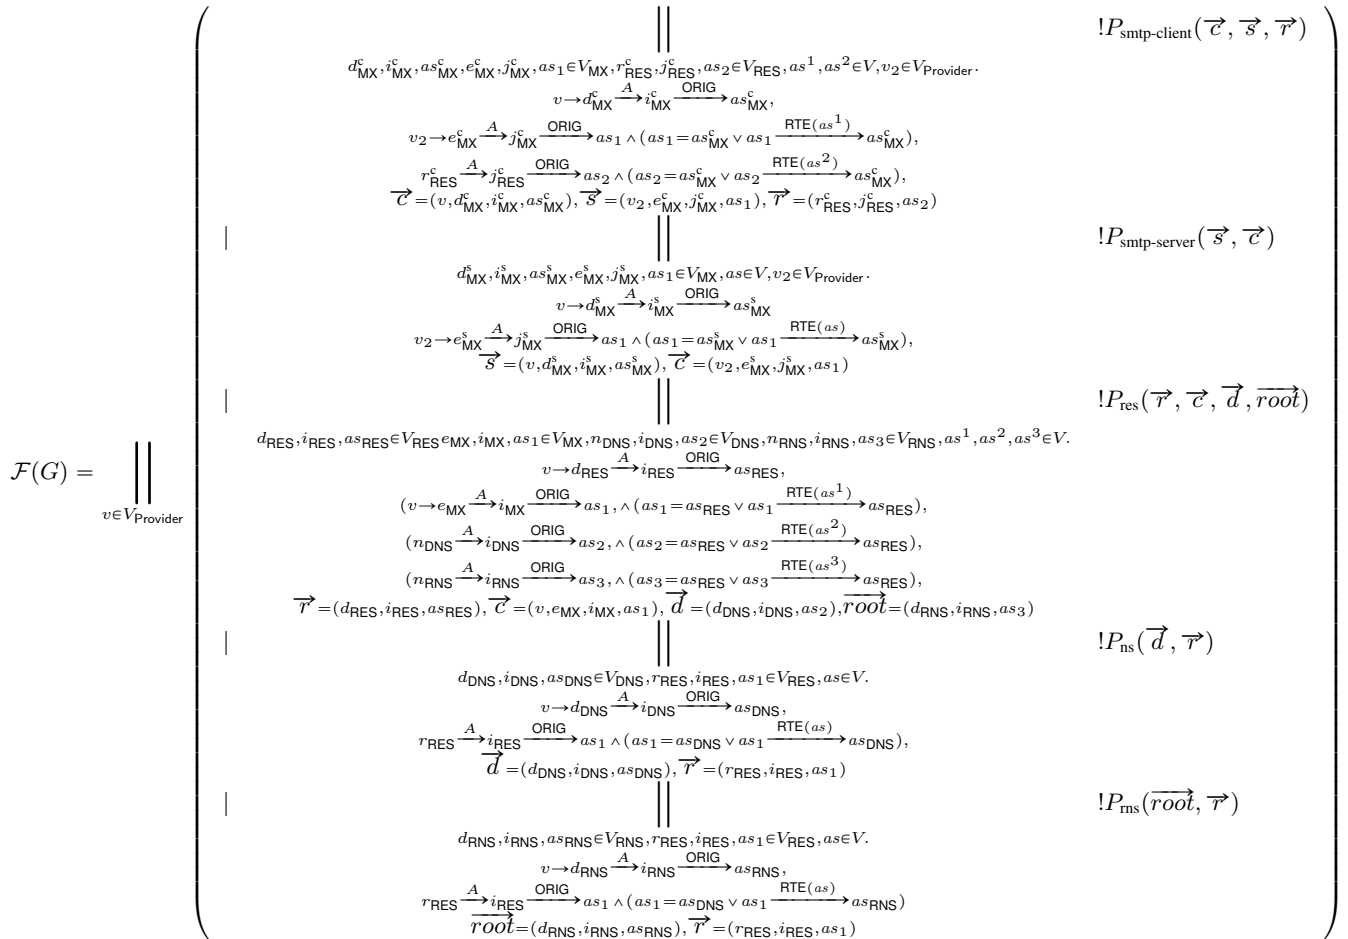 ‖ !P_smtp-client(c⃗, s⃗, r⃗)
d^c_MX, i^c_MX, as^c_MX, e^c_MX, j^c_MX, as_1∈V_MX, r^c_RES, j^c_RES, as_2∈V_RES, as^1, as^2∈V, v_2∈V_Provider.
v→d^c_MX —A→ i^c_MX —ORIG→ as^c_MX,
v_2→e^c_MX —A→ j^c_MX —ORIG→ as_1 ∧ (as_1=as^c_MX ∨ as_1 —RTE(as^1)→ as^c_MX),
r^c_RES —A→ j^c_RES —ORIG→ as_2 ∧ (as_2=as^c_MX ∨ as_2 —RTE(as^2)→ as^c_MX),
c⃗=(v,d^c_MX,i^c_MX,as^c_MX), s⃗=(v_2,e^c_MX,j^c_MX,as_1), r⃗=(r^c_RES,j^c_RES,as_2)
| ‖ !P_smtp-server(s⃗, c⃗)
d^s_MX, i^s_MX, as^s_MX, e^s_MX, j^s_MX, as_1∈V_MX, as∈V, v_2∈V_Provider.
v→d^s_MX —A→ i^s_MX —ORIG→ as^s_MX
v_2→e^s_MX —A→ j^s_MX —ORIG→ as_1 ∧ (as_1=as^s_MX ∨ as_1 —RTE(as)→ as^s_MX),
s⃗=(v,d^s_MX,i^s_MX,as^s_MX), c⃗=(v_2,e^s_MX,j^s_MX,as_1)
| ‖ !P_res(r⃗, c⃗, d⃗, root⃗)
d_RES, i_RES, as_RES∈V_RES e_MX, i_MX, as_1∈V_MX, n_DNS, i_DNS, as_2∈V_DNS, n_RNS, i_RNS, as_3∈V_RNS, as^1, as^2, as^3∈V.
F(G) = ‖_{v∈V_Provider} v→d_RES —A→ i_RES —ORIG→ as_RES,
(v→e_MX —A→ i_MX —ORIG→ as_1, ∧ (as_1=as_RES ∨ as_1 —RTE(as^1)→ as_RES),
(n_DNS —A→ i_DNS —ORIG→ as_2, ∧ (as_2=as_RES ∨ as_2 —RTE(as^2)→ as_RES),
(n_RNS —A→ i_RNS —ORIG→ as_3, ∧ (as_3=as_RES ∨ as_3 —RTE(as^3)→ as_RES),
r⃗=(d_RES,i_RES,as_RES), c⃗=(v,e_MX,i_MX,as_1), d⃗=(d_DNS,i_DNS,as_2), root⃗=(d_RNS,i_RNS,as_3)
| ‖ !P_ns(d⃗, r⃗)
d_DNS, i_DNS, as_DNS∈V_DNS, r_RES, i_RES, as_1∈V_RES, as∈V.
v→d_DNS —A→ i_DNS —ORIG→ as_DNS,
r_RES —A→ i_RES —ORIG→ as_1 ∧ (as_1=as_DNS ∨ as_1 —RTE(as)→ as_DNS),
d⃗=(d_DNS,i_DNS,as_DNS), r⃗=(r_RES,i_RES,as_1)
| ‖ !P_rns(root⃗, r⃗)
d_RNS, i_RNS, as_RNS∈V_RNS, r_RES, i_RES, as_1∈V_RES, as∈V.
v→d_RNS —A→ i_RNS —ORIG→ as_RNS,
r_RES —A→ i_RES —ORIG→ as_1 ∧ (as_1=as_DNS ∨ as_1 —RTE(as)→ as_RNS)
root⃗=(d_RNS,i_RNS,as_RNS), r⃗=(r_RES,i_RES,as_1)